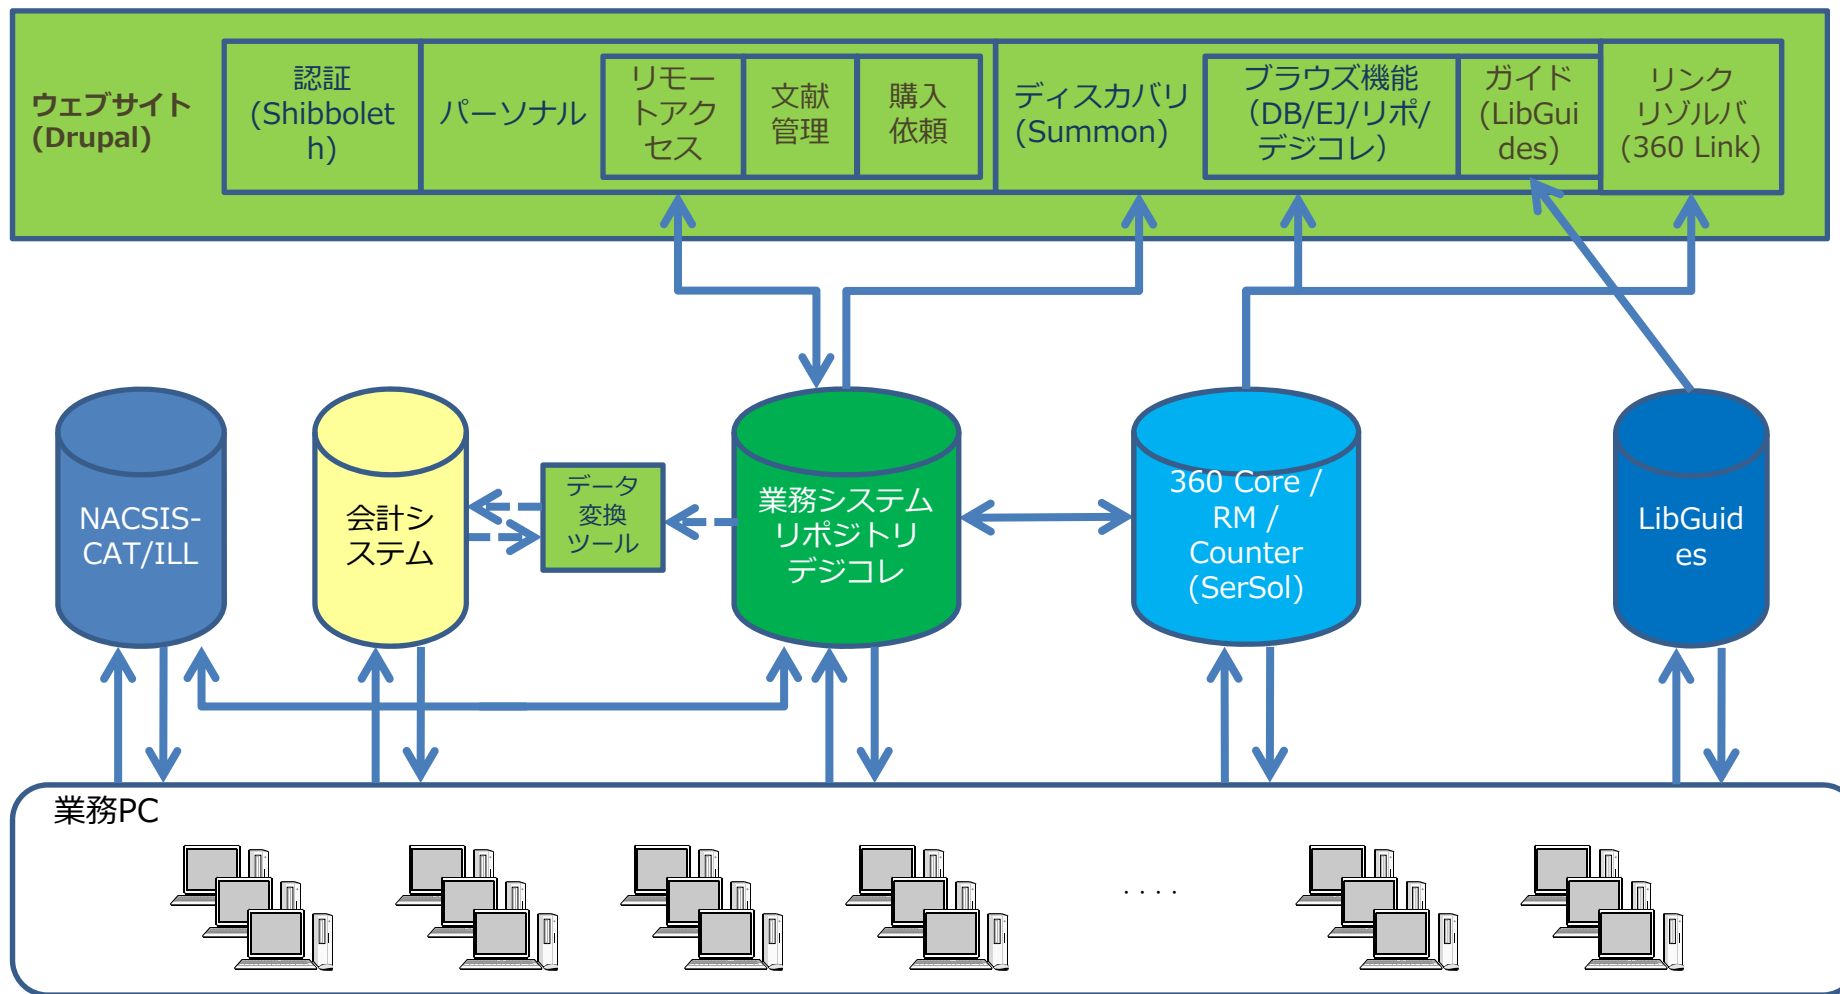 ウェブサイト
(Drupal)
認証
(Shibbolet
h)
パーソナル
リモー
トアク
セス
文献
管理
購入
依頼
ディスカバリ
(Summon)
ブラウズ機能
（DB/EJ/リポ/
デジコレ）
ガイド
(LibGui
des)
リンク
リゾルバ
(360 Link)
NACSIS-
CAT/ILL
会計シ
ステム
データ
変換
ツール
業務システム
リポジトリ
デジコレ
360 Core /
RM /
Counter
(SerSol)
LibGuid
es
業務PC
．．．．